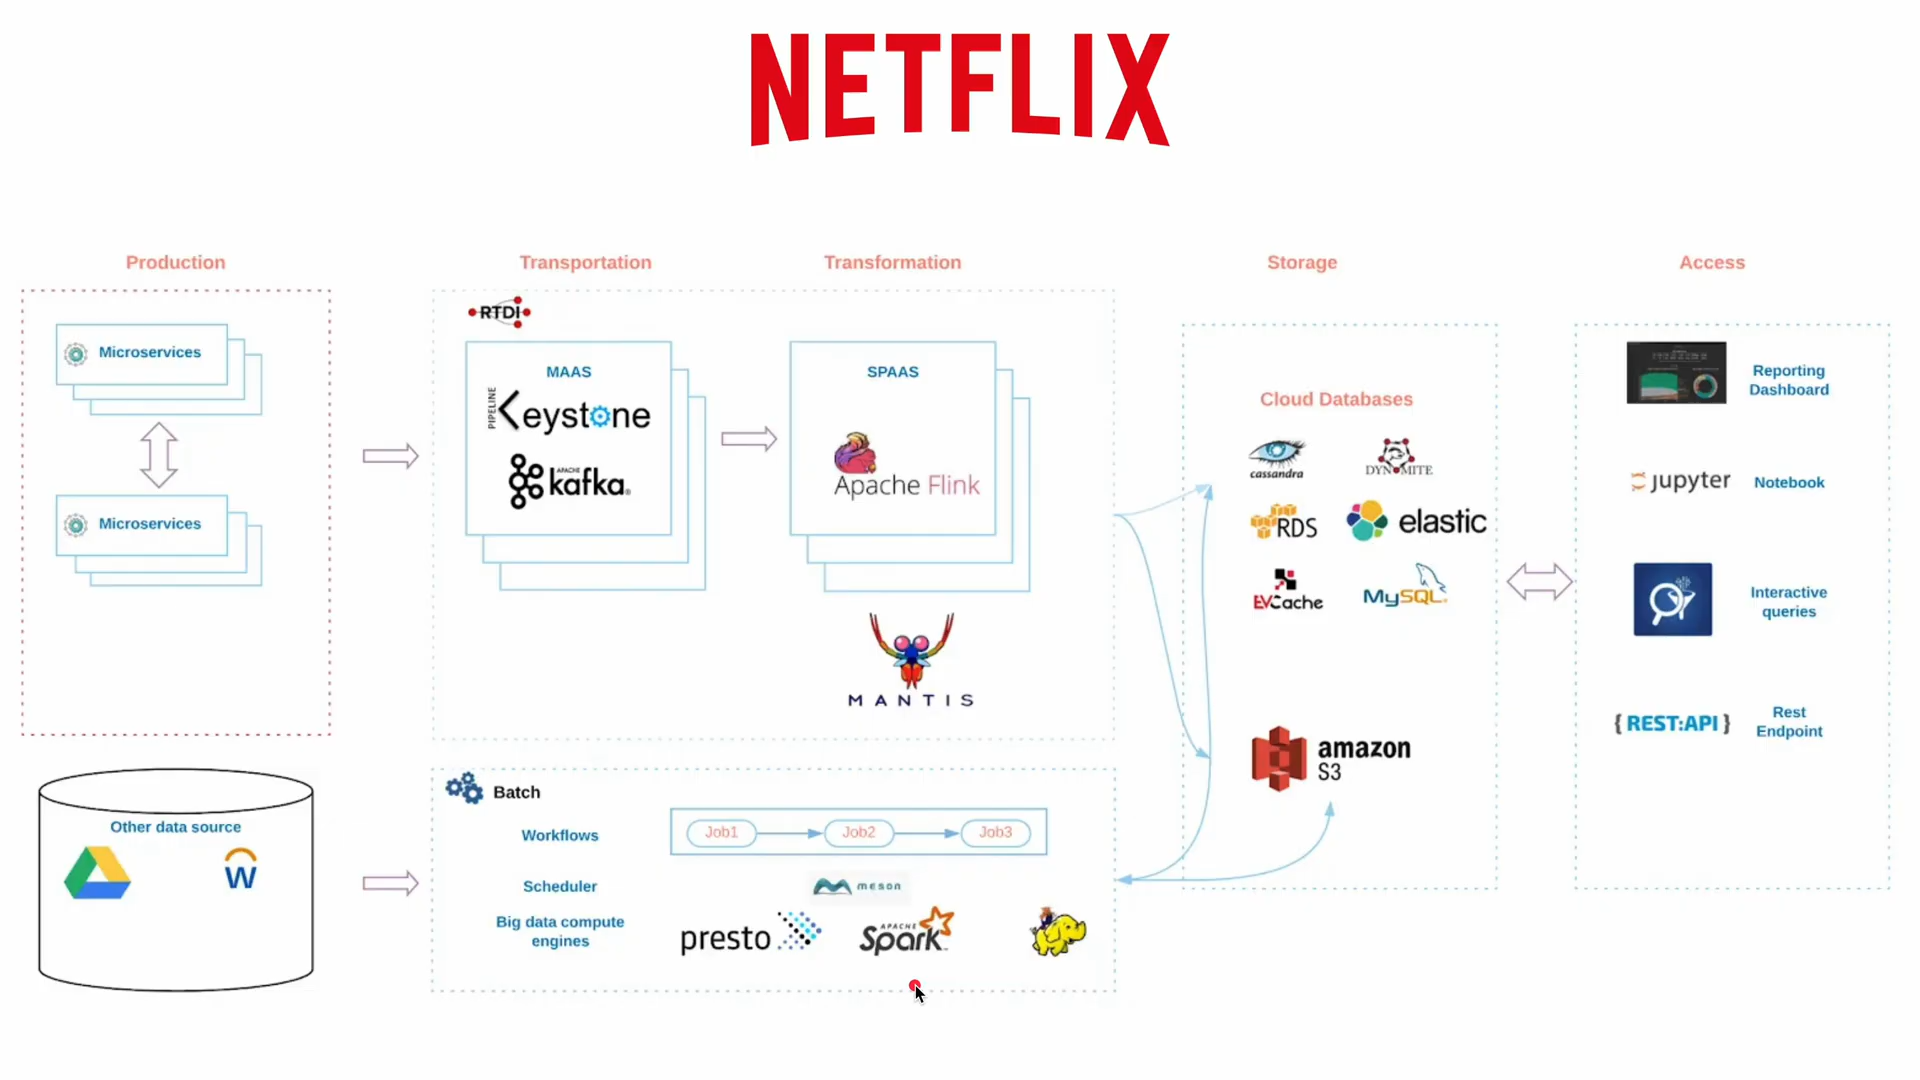 NETFLIX
Production
Transportation
Transformation
Storage
Access
Microservices
Microservices
Other data source
W
RTDI
MAAS
PIPELINE
Keystone
APACHE
kafka®
SPAAS
Apache Flink
MANTIS
Batch
Workflows
Job1
Job2
Job3
Scheduler
MESON
Big data compute
engines
presto
APACHE
Spark
Cloud Databases
cassandra
DYNOMITE
RDS
elastic
EVCache
MySQL
amazon
S3
Reporting
Dashboard
jupyter
Notebook
Interactive
queries
{ REST:API }
Rest
Endpoint